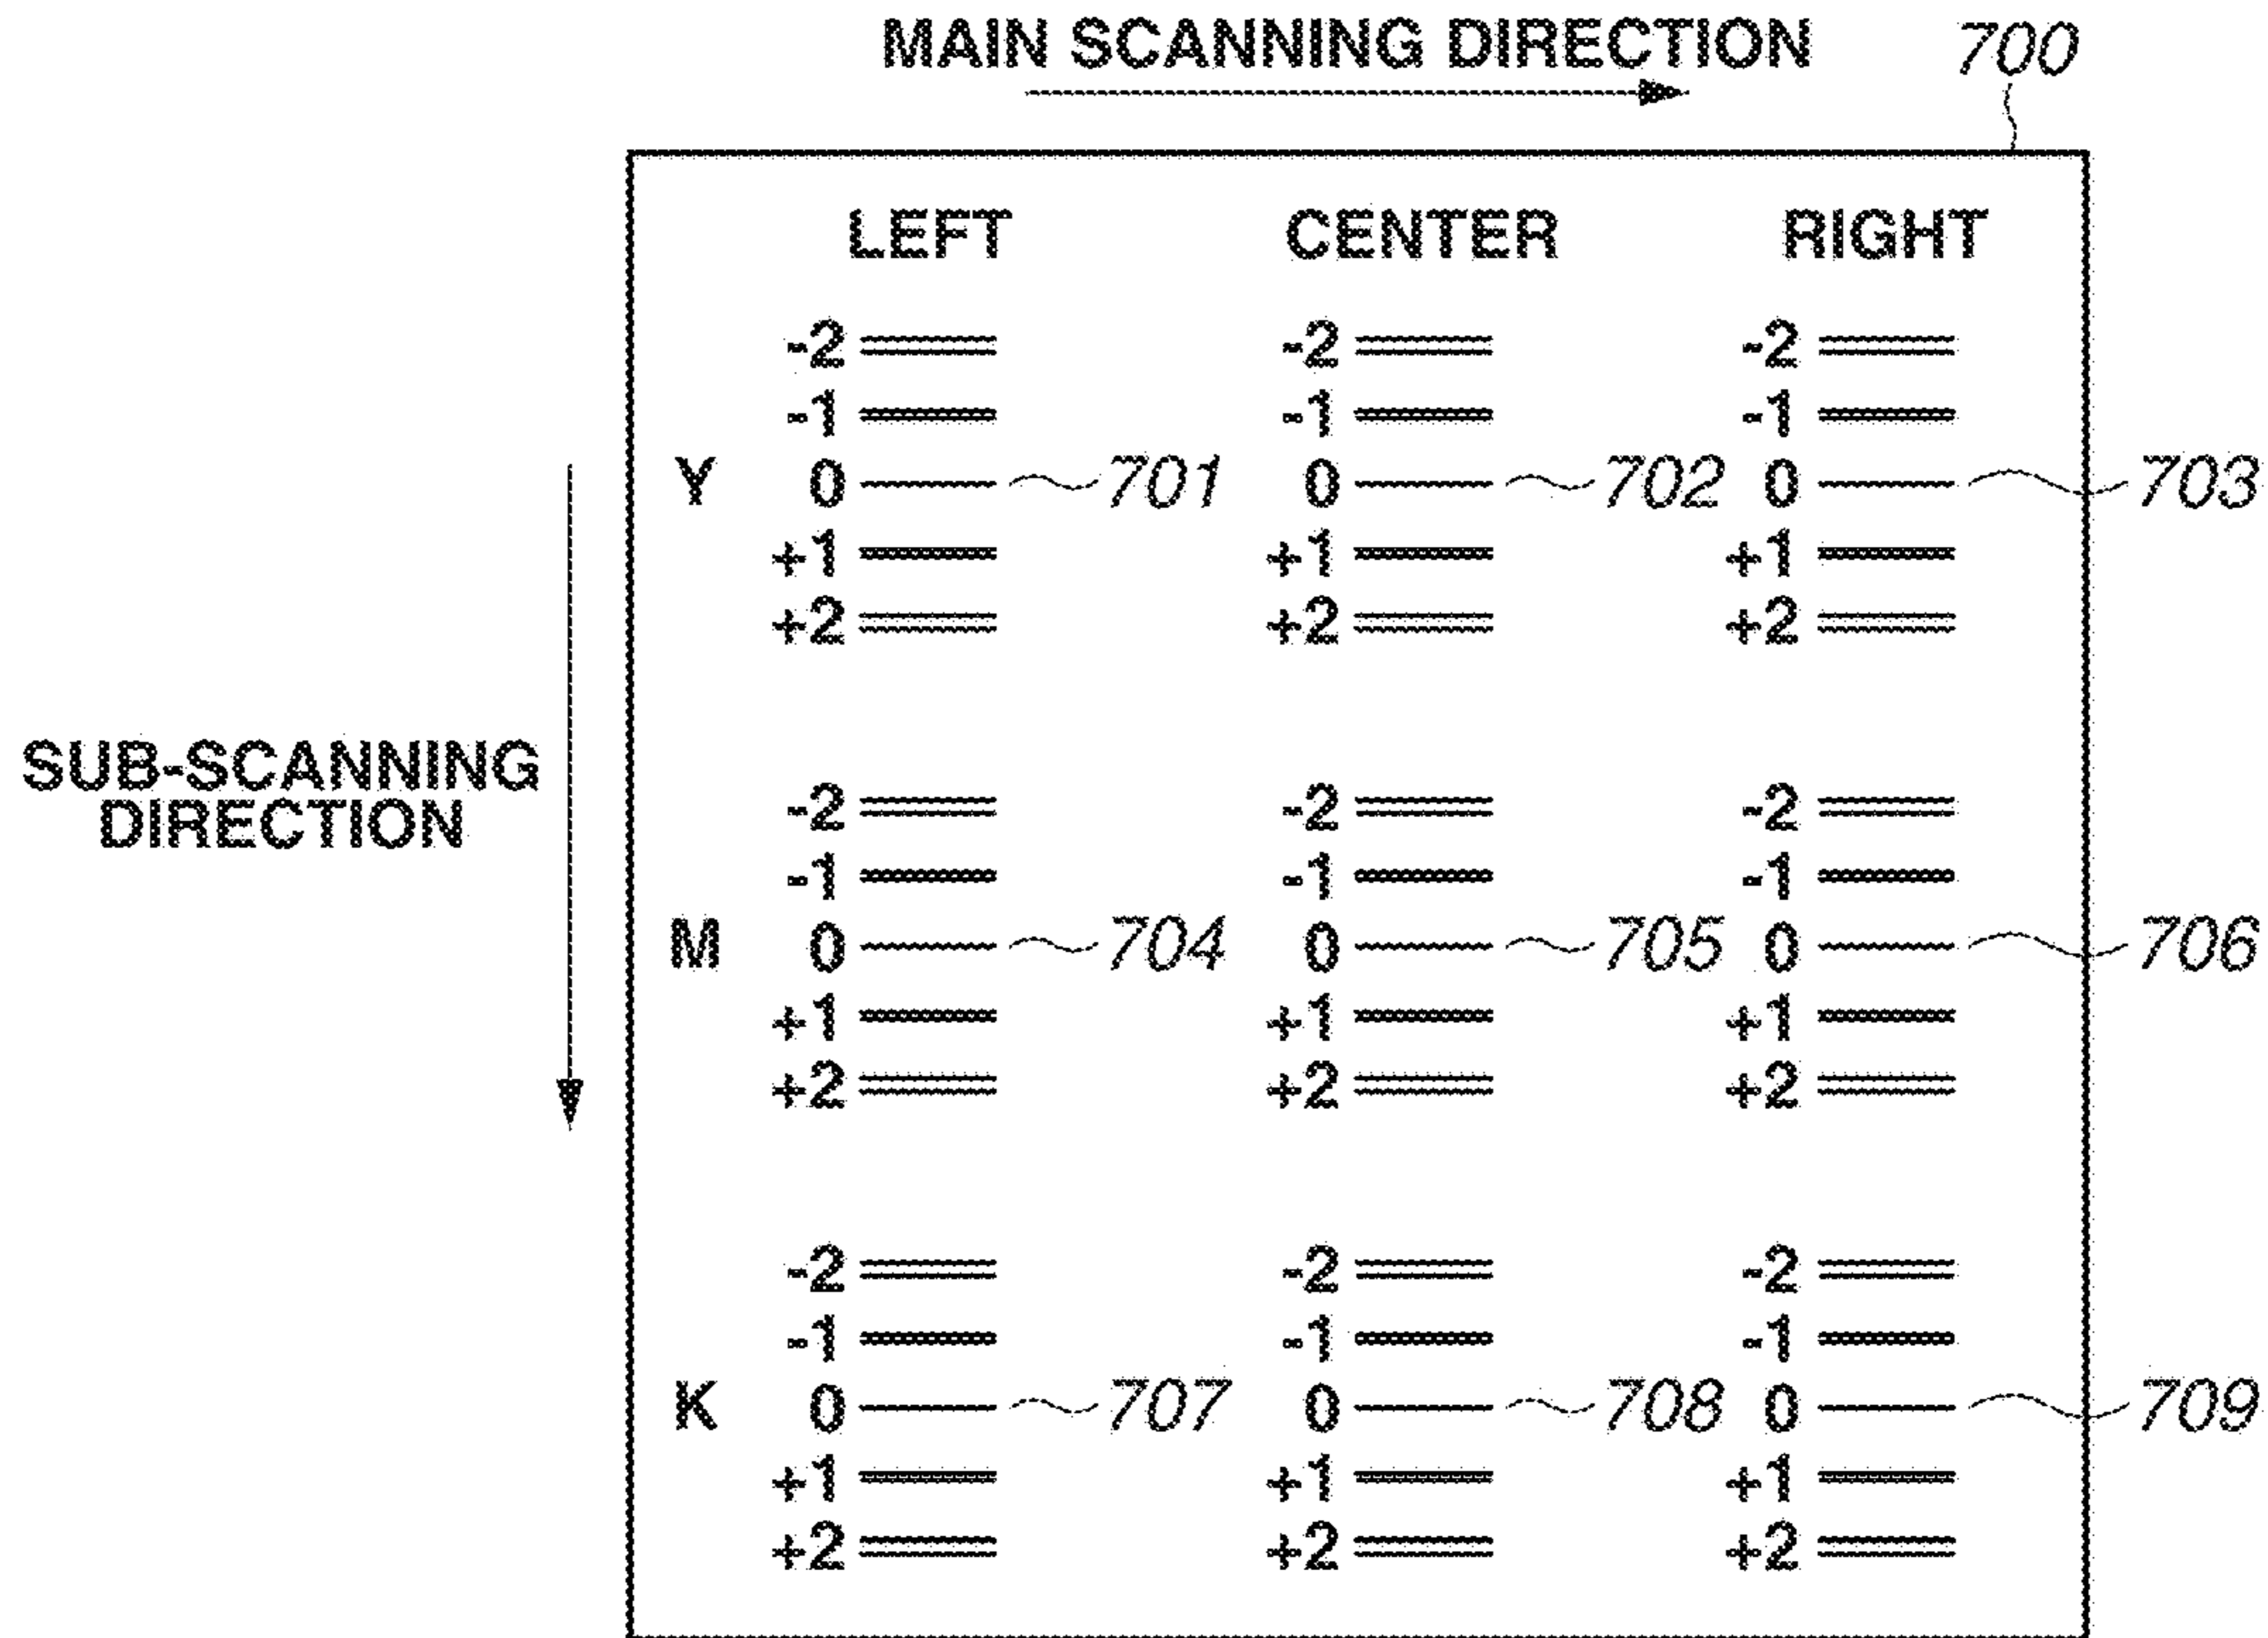 MAIN SCANNING DIRECTION 700
LEFT CENTER RIGHT
-2 -2 -2
-1 -1 -1
Y 0 701 0 702 0 703
+1 +1 +1
+2 +2 +2
SUB-SCANNING
DIRECTION
-2 -2 -2
-1 -1 -1
M 0 704 0 705 0 706
+1 +1 +1
+2 +2 +2
-2 -2 -2
-1 -1 -1
K 0 707 0 708 0 709
+1 +1 +1
+2 +2 +2